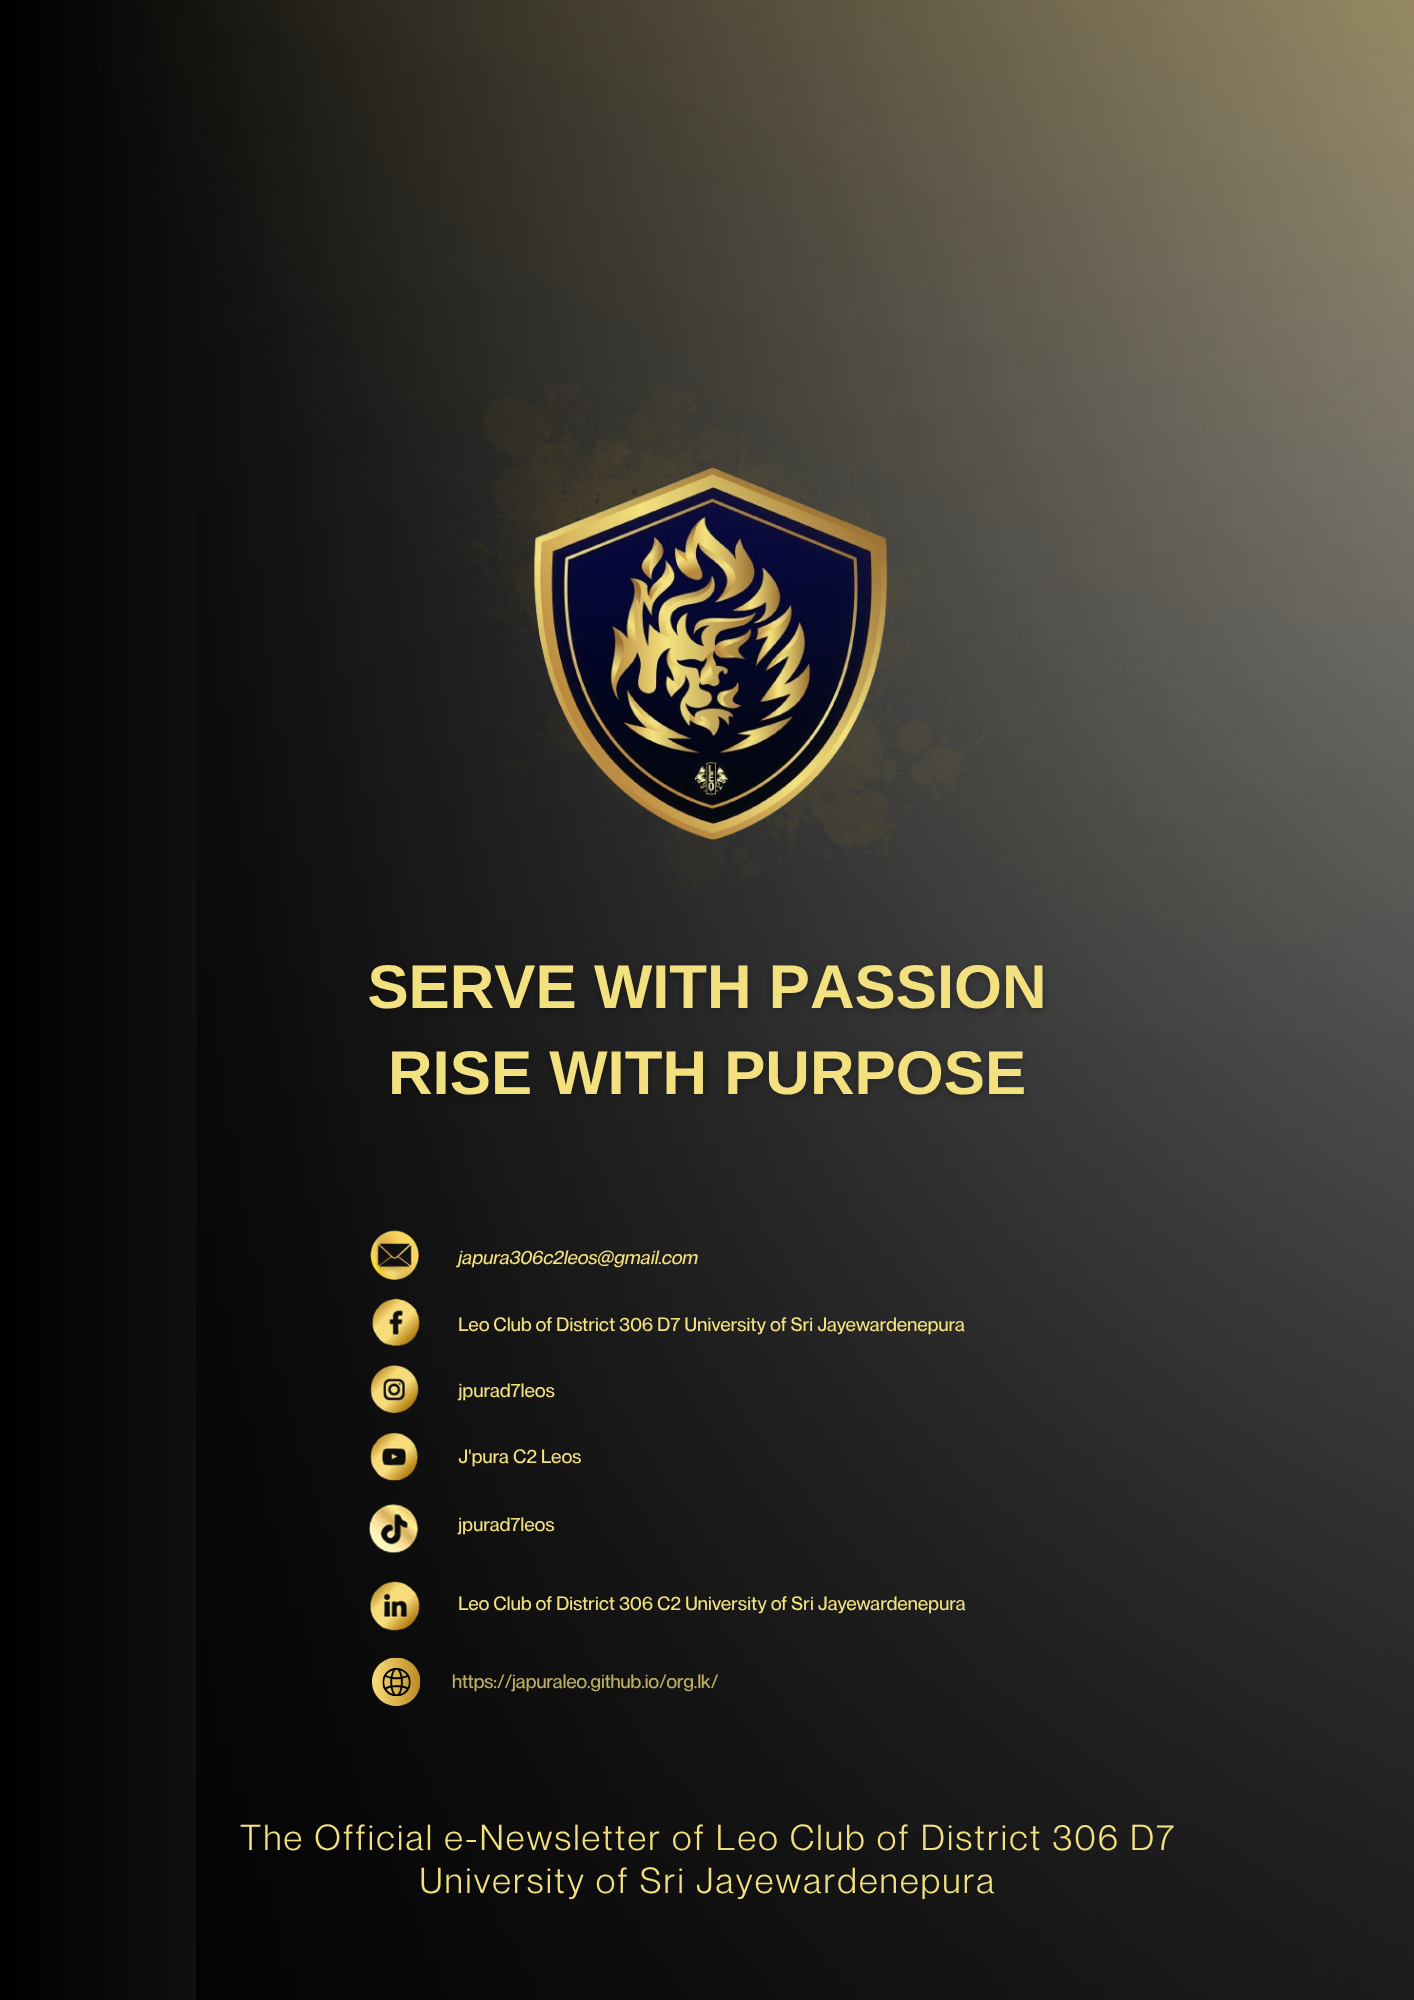 LEO
SERVE WITH PASSION
RISE WITH PURPOSE
japura306c2leos@gmail.com
Leo Club of District 306 D7 University of Sri Jayewardenepura
jpurad7leos
J'pura C2 Leos
jpurad7leos
in
Leo Club of District 306 C2 University of Sri Jayewardenepura
https://japuraleo.github.io/org.lk/
The Official e-Newsletter of Leo Club of District 306 D7
University of Sri Jayewardenepura